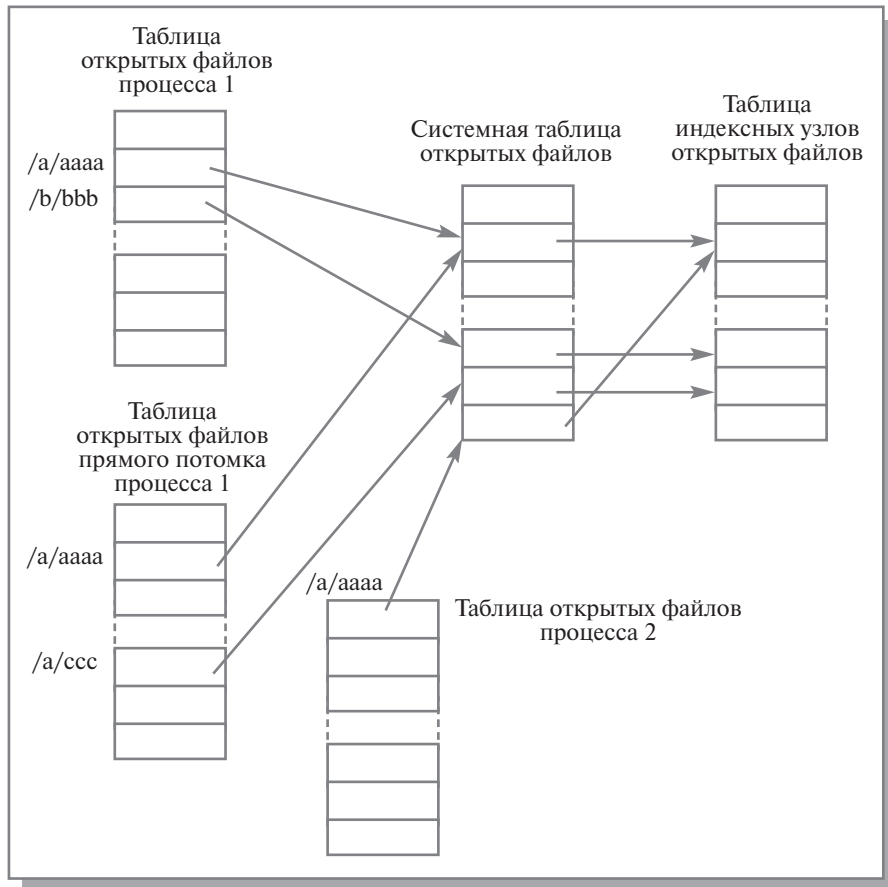 Таблица
открытых файлов
процесса 1
/a/aaaa
/b/bbb
Системная таблица
открытых файлов
Таблица
индексных узлов
открытых файлов
Таблица
открытых файлов
прямого потомка
процесса 1
/a/aaaa
/a/ccc
/a/aaaa
Таблица открытых файлов
процесса 2